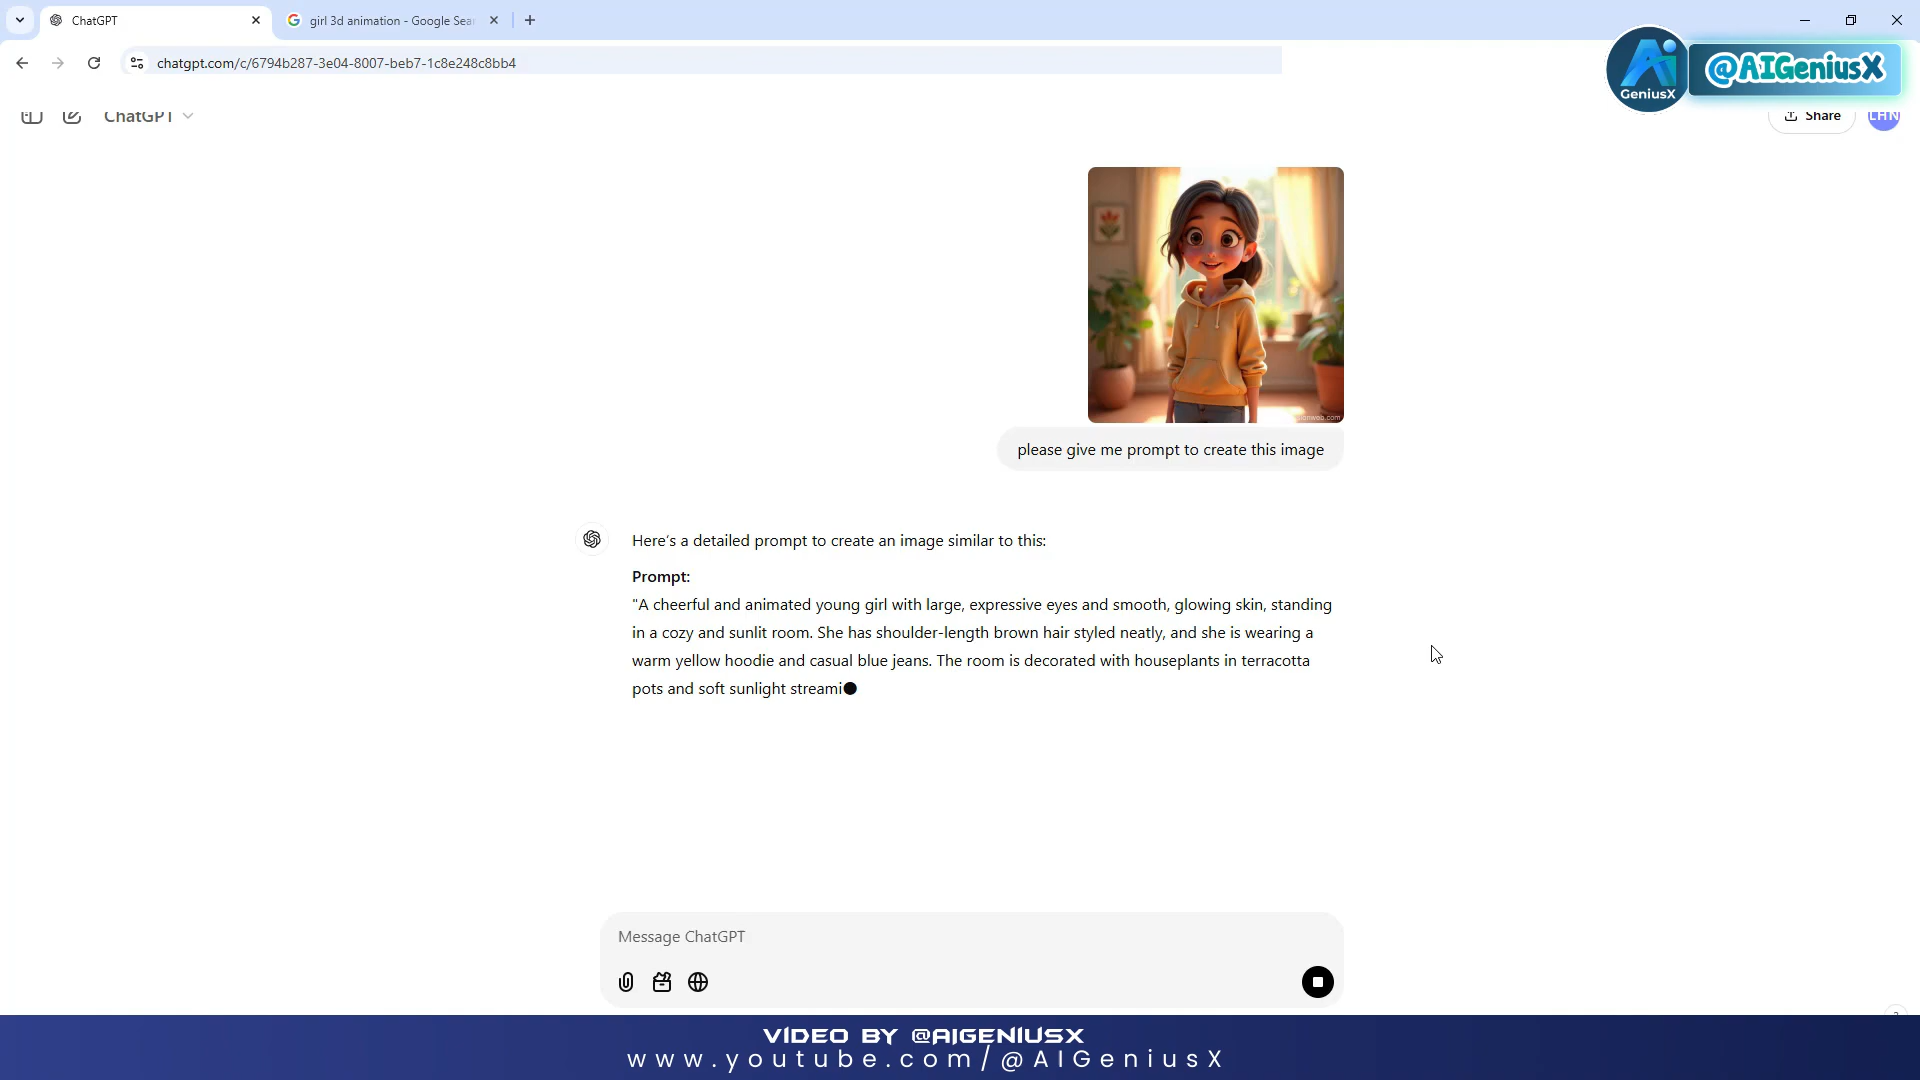 ChatGPT
girl 3d animation - Google Sea
chatgpt.com/c/6794b287-3e04-8007-beb7-1c8e248c8bb4
Ai
GeniusX
@AIGeniusX
ChatGPT
Share
LHN
please give me prompt to create this image
Here's a detailed prompt to create an image similar to this:
Prompt:
"A cheerful and animated young girl with large, expressive eyes and smooth, glowing skin, standing
in a cozy and sunlit room. She has shoulder-length brown hair styled neatly, and she is wearing a
warm yellow hoodie and casual blue jeans. The room is decorated with houseplants in terracotta
pots and soft sunlight streami
Message ChatGPT
VIDEO BY @AIGENIUSX
www.youtube.com/@AIGeniusX